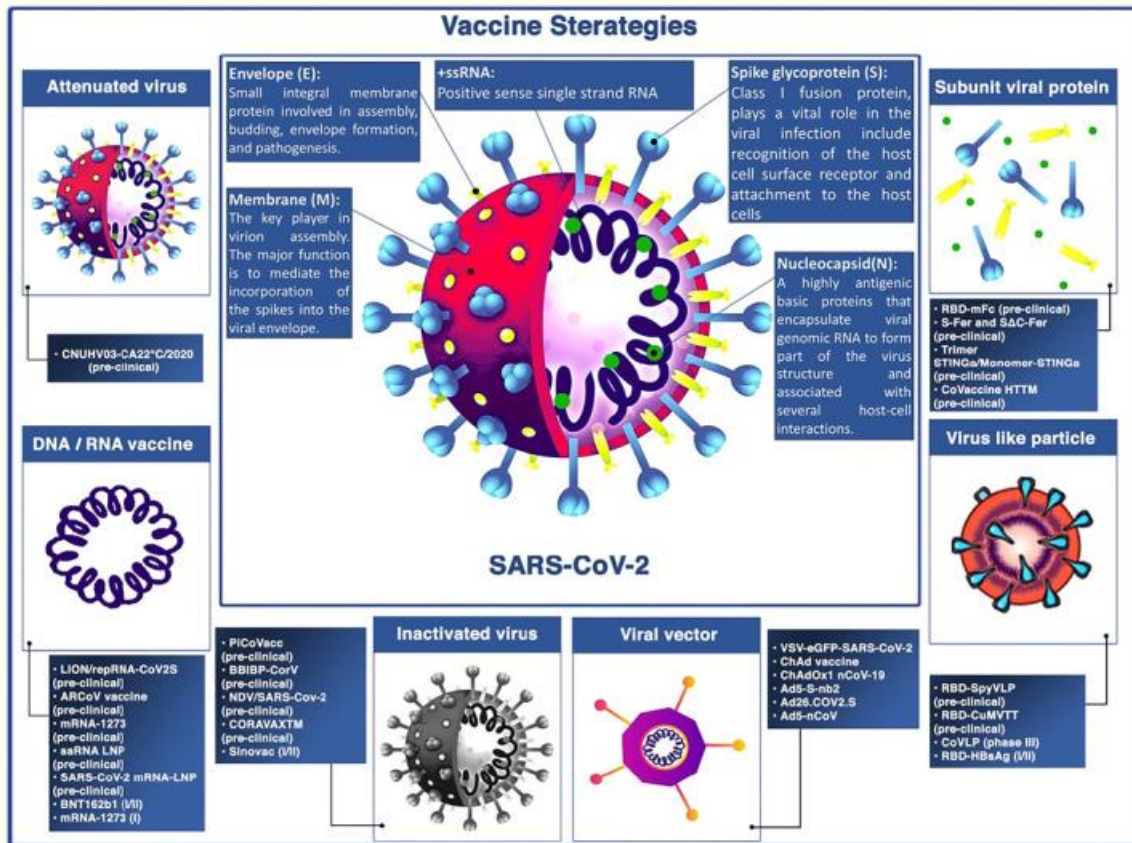 Vaccine Sterategies
Attenuated virus
• CNUHV03-CA22°C/2020
(pre-clinical)
Envelope (E):
Small integral membrane
protein involved in assembly,
budding, envelope formation,
and pathogenesis.
Membrane (M):
The key player in
virion assembly.
The major function
is to mediate the
incorporation of
the spikes into the
viral envelope.
+ssRNA:
Positive sense single strand RNA
Spike glycoprotein (S):
Class I fusion protein,
plays a vital role in the
viral infection include
recognition of the host
cell surface receptor and
attachment to the host
cells
Nucleocapsid(N):
A highly antigenic
basic proteins that
encapsulate viral
genomic RNA to form
part of the virus
structure and
associated with
several host-cell
interactions.
SARS-CoV-2
Subunit viral protein
• RBD-mFc (pre-clinical)
• S-Fer and SΔC-Fer
(pre-clinical)
• Trimer
STINGa/Monomer-STINGa
(pre-clinical)
• CoVaccine HTTM
(pre-clinical)
DNA / RNA vaccine
• LION/repRNA-CoV2S
(pre-clinical)
• ARCoV vaccine
(pre-clinical)
• mRNA-1273
(pre-clinical)
• saRNA LNP
(pre-clinical)
• SARS-CoV-2 mRNA-LNP
(pre-clinical)
• BNT162b1 (I/II)
• mRNA-1273 (I)
• PiCoVacc
(pre-clinical)
• BBIBP-CorV
(pre-clinical)
• NDV/SARS-Cov-2
(pre-clinical)
• CORAVAXTM
(pre-clinical)
• Sinovac (I/II)
Inactivated virus
Viral vector
• VSV-eGFP-SARS-CoV-2
• ChAd vaccine
• ChAdOx1 nCoV-19
• Ad5-S-nb2
• Ad26.COV2.S
• Ad5-nCoV
Virus like particle
• RBD-SpyVLP
(pre-clinical)
• RBD-CuMVTT
(pre-clinical)
• CoVLP (phase III)
• RBD-HBsAg (I/II)